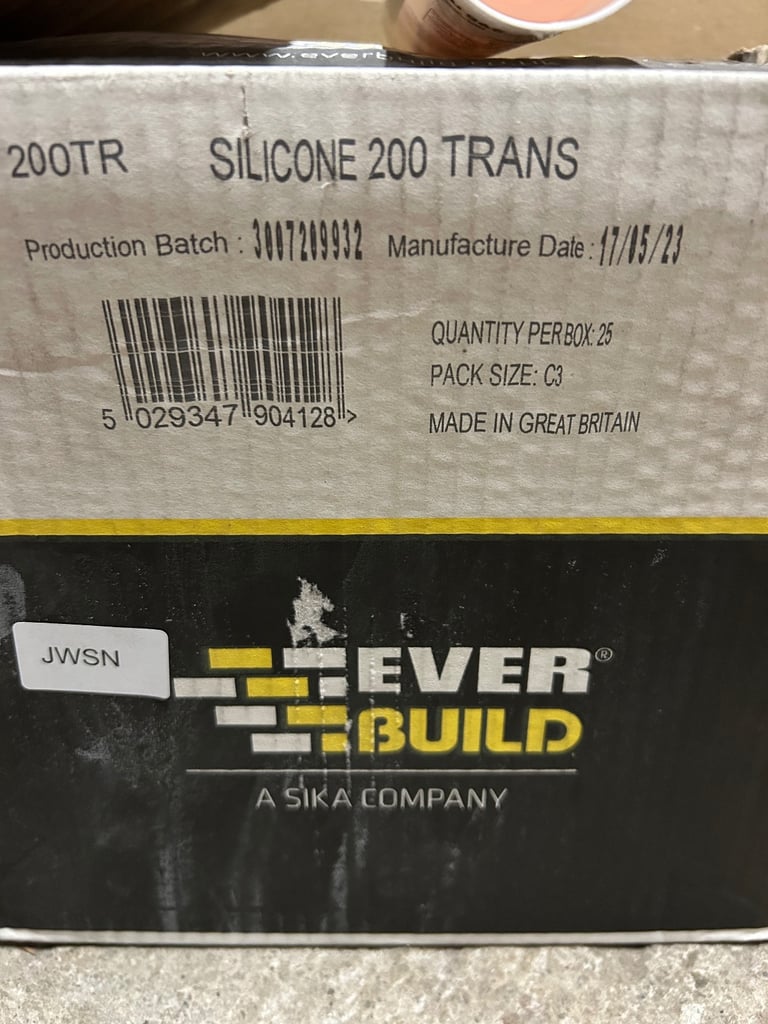 200TR SILICONE 200 TRANS
Production Batch : 3007209932 Manufacture Date : 17/05/23
QUANTITY PER BOX: 25
PACK SIZE: C3
5 029347 904128 >
MADE IN GREAT BRITAIN
JWSN
EVER®
BUILD
A SIKA COMPANY